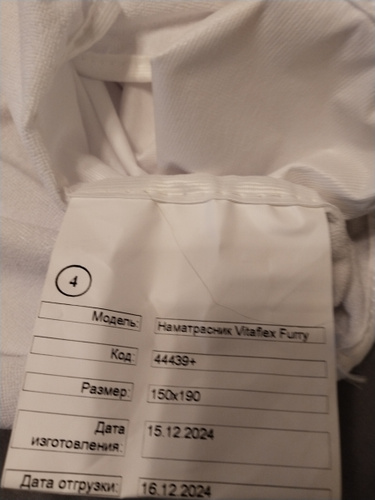 4
Модель: Наматрасник Vitaflex Furry
Код: 44439+
Размер: 150x190
Дата изготовления: 15.12.2024
Дата отгрузки: 16.12.2024